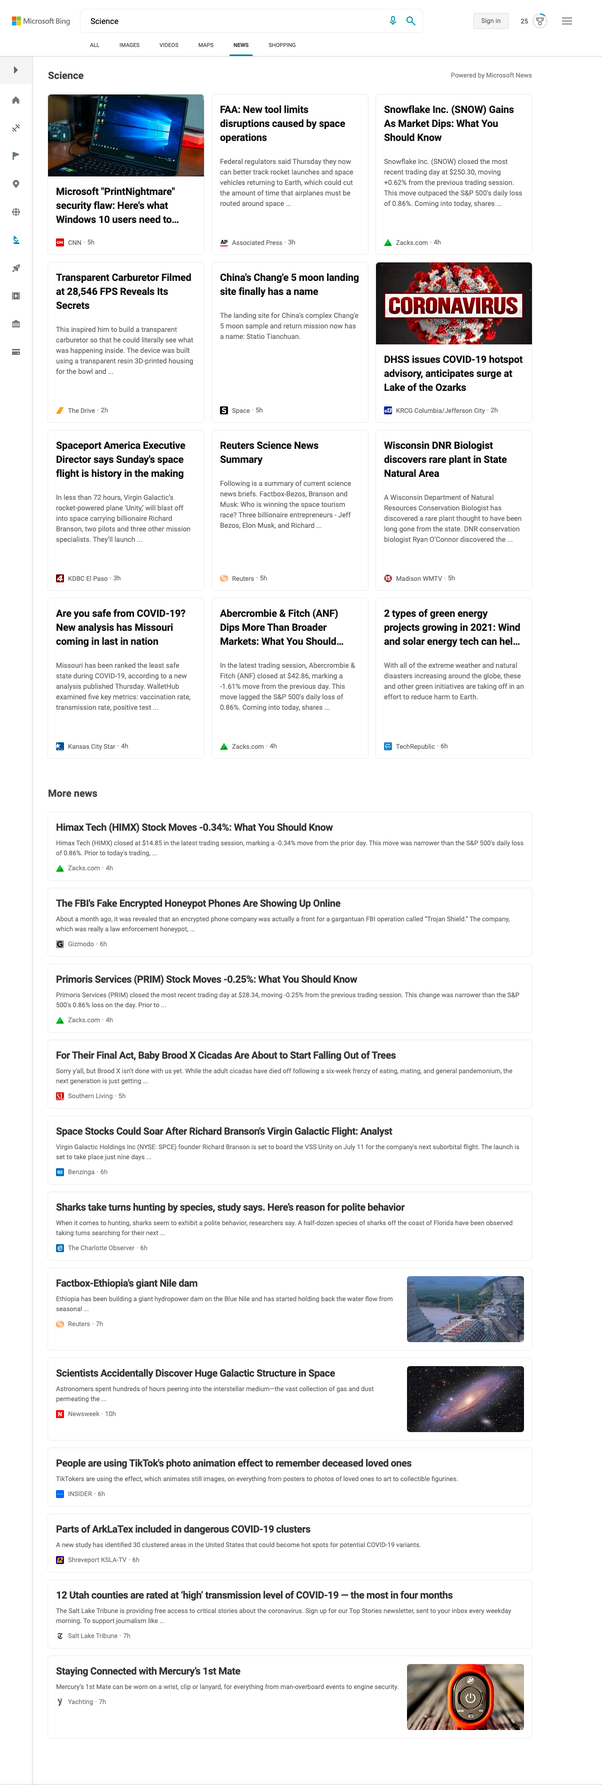 Microsoft Bing
Science
Sign in
25
ALL
IMAGES
VIDEOS
MAPS
NEWS
SHOPPING
Science
Powered by Microsoft News
Microsoft "PrintNightmare"
security flaw: Here's what
Windows 10 users need to...
CNN · 5h
FAA: New tool limits
disruptions caused by space
operations
Federal regulators said Thursday they now
can better track rocket launches and space
vehicles returning to Earth, which could cut
the amount of time that airplanes must be
routed around space ...
AP
Associated Press · 3h
Snowflake Inc. (SNOW) Gains
As Market Dips: What You
Should Know
Snowflake Inc. (SNOW) closed the most
recent trading day at $250.30, moving
+0.62% from the previous trading session.
This move outpaced the S&P 500's daily loss
of 0.86%. Coming into today, shares ...
Zacks.com · 4h
Transparent Carburetor Filmed
at 28,546 FPS Reveals Its
Secrets
This inspired him to build a transparent
carburetor so that he could literally see what
was happening inside. The device was built
using a transparent resin 3D-printed housing
for the bowl and ...
The Drive · 2h
China's Chang'e 5 moon landing
site finally has a name
The landing site for China's complex Chang'e
5 moon sample and return mission now has
a name: Statio Tianchuan.
Space · 5h
CORONAVIRUS
DHSS issues COVID-19 hotspot
advisory, anticipates surge at
Lake of the Ozarks
KRCG Columbia/Jefferson City · 2h
Spaceport America Executive
Director says Sunday's space
flight is history in the making
In less than 72 hours, Virgin Galactic's
rocket-powered plane 'Unity,' will blast off
into space carrying billionaire Richard
Branson, two pilots and three other mission
specialists. They'll launch ...
KDBC El Paso · 3h
Reuters Science News
Summary
Following is a summary of current science
news briefs. Factbox-Bezos, Branson and
Musk: Who is winning the space tourism
race? Three billionaire entrepreneurs - Jeff
Bezos, Elon Musk, and Richard ...
Reuters · 5h
Wisconsin DNR Biologist
discovers rare plant in State
Natural Area
A Wisconsin Department of Natural
Resources Conservation Biologist has
discovered a rare plant thought to have been
long gone from the state. DNR conservation
biologist Ryan O'Connor discovered the ...
Madison WMTV · 5h
Are you safe from COVID-19?
New analysis has Missouri
coming in last in nation
Missouri has been ranked the least safe
state during COVID-19, according to a new
analysis published Thursday. WalletHub
examined five key metrics: vaccination rate,
transmission rate, positive test ...
Kansas City Star · 4h
Abercrombie & Fitch (ANF)
Dips More Than Broader
Markets: What You Should...
In the latest trading session, Abercrombie &
Fitch (ANF) closed at $42.86, marking a
-1.61% move from the previous day. This
move lagged the S&P 500's daily loss of
0.86%. Coming into today, shares ...
Zacks.com · 4h
2 types of green energy
projects growing in 2021: Wind
and solar energy tech can hel...
With all of the extreme weather and natural
disasters increasing around the globe, these
and other green initiatives are taking off in an
effort to reduce harm to Earth.
TechRepublic · 6h
More news
Himax Tech (HIMX) Stock Moves -0.34%: What You Should Know
Himax Tech (HIMX) closed at $14.85 in the latest trading session, marking a -0.34% move from the prior day. This move was narrower than the S&P 500's daily loss
of 0.86%. Prior to today's trading, ...
Zacks.com · 4h
The FBI's Fake Encrypted Honeypot Phones Are Showing Up Online
About a month ago, it was revealed that an encrypted phone company was actually a front for a gargantuan FBI operation called "Trojan Shield." The company,
which was really a law enforcement honeypot, ...
Gizmodo · 6h
Primoris Services (PRIM) Stock Moves -0.25%: What You Should Know
Primoris Services (PRIM) closed the most recent trading day at $28.34, moving -0.25% from the previous trading session. This change was narrower than the S&P
500's 0.86% loss on the day. Prior to ...
Zacks.com · 4h
For Their Final Act, Baby Brood X Cicadas Are About to Start Falling Out of Trees
Sorry y'all, but Brood X isn't done with us yet. While the adult cicadas have died off following a six-week frenzy of eating, mating, and general pandemonium, the
next generation is just getting ...
Southern Living · 5h
Space Stocks Could Soar After Richard Branson's Virgin Galactic Flight: Analyst
Virgin Galactic Holdings Inc (NYSE: SPCE) founder Richard Branson is set to board the VSS Unity on July 11 for the company's next suborbital flight. The launch is
set to take place just nine days ...
Benzinga · 6h
Sharks take turns hunting by species, study says. Here's reason for polite behavior
When it comes to hunting, sharks seem to exhibit a polite behavior, researchers say. A half-dozen species of sharks off the coast of Florida have been observed
taking turns searching for their next ...
The Charlotte Observer · 6h
Factbox-Ethiopia's giant Nile dam
Ethiopia has been building a giant hydropower dam on the Blue Nile and has started holding back the water flow from
seasonal ...
Reuters · 7h
Scientists Accidentally Discover Huge Galactic Structure in Space
Astronomers spent hundreds of hours peering into the interstellar medium—the vast collection of gas and dust
permeating the ...
Newsweek · 10h
People are using TikTok's photo animation effect to remember deceased loved ones
TikTokers are using the effect, which animates still images, on everything from posters to photos of loved ones to art to collectible figurines.
INSIDER · 6h
Parts of ArkLaTex included in dangerous COVID-19 clusters
A new study has identified 30 clustered areas in the United States that could become hot spots for potential COVID-19 variants.
Shreveport KSLA-TV · 6h
12 Utah counties are rated at 'high' transmission level of COVID-19 — the most in four months
The Salt Lake Tribune is providing free access to critical stories about the coronavirus. Sign up for our Top Stories newsletter, sent to your inbox every weekday
morning. To support journalism like ...
Salt Lake Tribune · 7h
Staying Connected with Mercury's 1st Mate
Mercury's 1st Mate can be worn on a wrist, clip or lanyard, for everything from man-overboard events to engine security.
Yachting · 7h